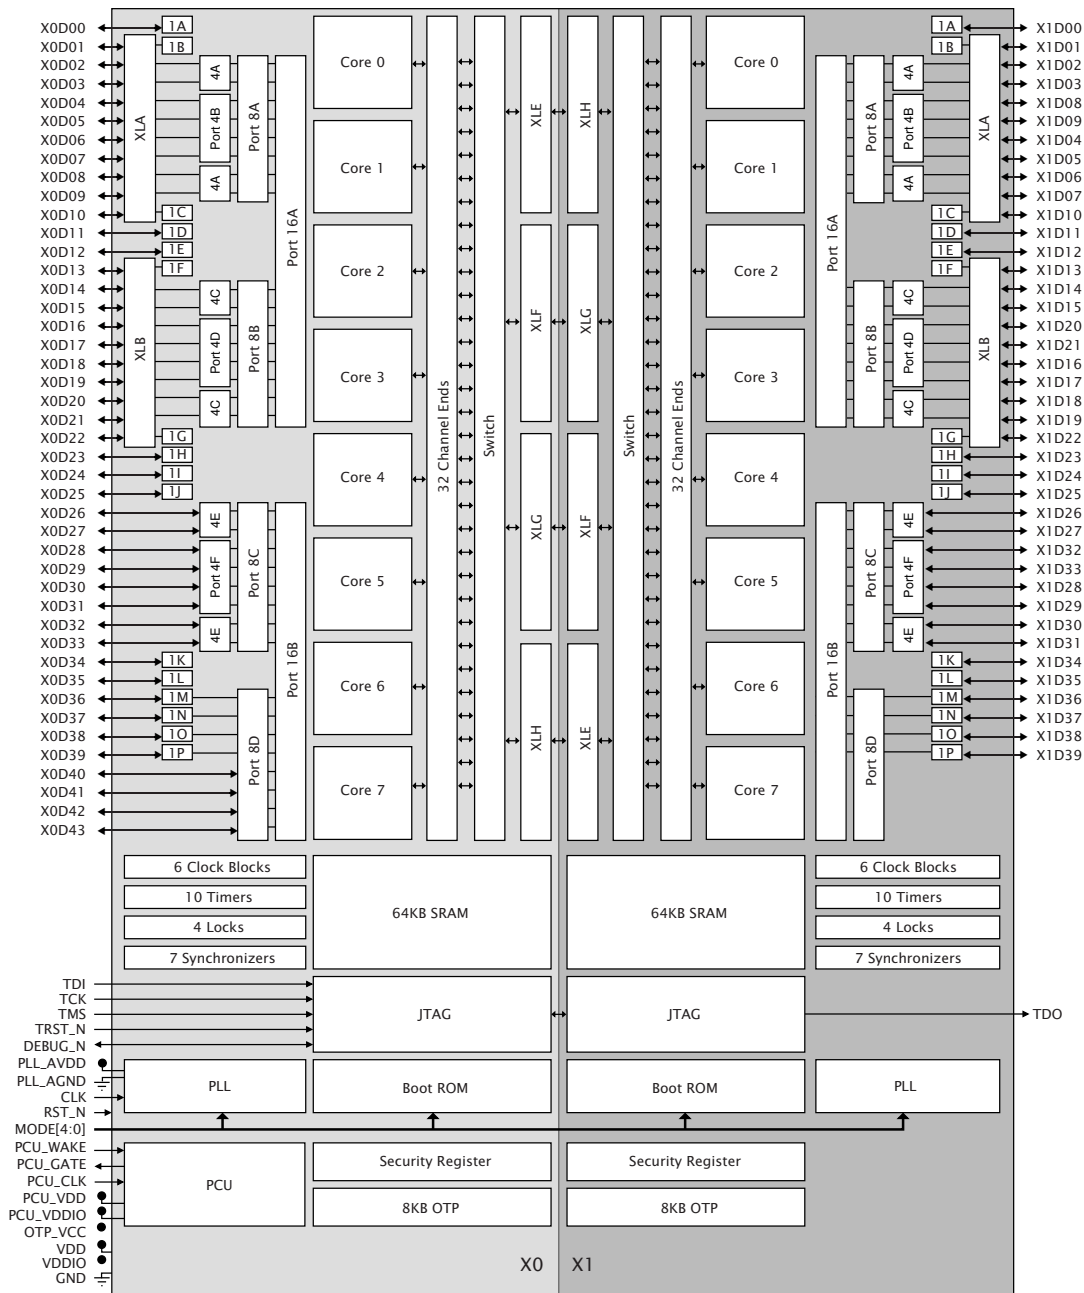 X0D00 1A Core 0 Core 0 1A X1D00
X0D01 1B 1B X1D01
X0D02 4A 4A X1D02
X0D03 X1D03
X0D04 XLA Port 4B Port 8A XLE XLH Port 8A Port 4B XLA X1D08
X0D05 X1D09
X0D06 X1D04
X0D07 Core 1 Core 1 X1D05
X0D08 4A 4A X1D06
X0D09 X1D07
X0D10 1C 1C X1D10
X0D11 1D Port 16A Port 16A 1D X1D11
X0D12 1E 1E X1D12
X0D13 1F Core 2 Core 2 1F X1D13
X0D14 4C 4C X1D14
X0D15 X1D15
X0D16 XLB Port 4D Port 8B XLF XLG Port 8B Port 4D XLB X1D20
X0D17 X1D21
X0D18 X1D16
X0D19 Core 3 Core 3 X1D17
X0D20 4C 4C X1D18
X0D21 X1D19
X0D22 1G 32 Channel Ends Switch Switch 32 Channel Ends 1G X1D22
X0D23 1H 1H X1D23
X0D24 1I Core 4 Core 4 1I X1D24
X0D25 1J 1J X1D25
X0D26 4E 4E X1D26
X0D27 XLG XLF X1D27
X0D28 Port 4F Port 8C Port 8C Port 4F X1D32
X0D29 X1D33
X0D30 Core 5 Core 5 X1D28
X0D31 X1D29
X0D32 4E 4E X1D30
X0D33 X1D31
X0D34 1K Port 16B Port 16B 1K X1D34
X0D35 1L 1L X1D35
X0D36 1M Core 6 Core 6 1M X1D36
X0D37 1N 1N X1D37
X0D38 1O Port 8D XLH XLE Port 8D 1O X1D38
X0D39 1P 1P X1D39
X0D40
X0D41 Core 7 Core 7
X0D42
X0D43
6 Clock Blocks 6 Clock Blocks
10 Timers 64KB SRAM 64KB SRAM 10 Timers
4 Locks 4 Locks
7 Synchronizers 7 Synchronizers
TDI
TCK
TMS JTAG JTAG TDO
TRST_N
DEBUG_N
PLL_AVDD
PLL_AGND PLL Boot ROM Boot ROM PLL
CLK
RST_N
MODE[4:0]
PCU_WAKE
PCU_GATE Security Register Security Register
PCU_CLK PCU
PCU_VDD
PCU_VDDIO 8KB OTP 8KB OTP
OTP_VCC
VDD
VDDIO X0 X1
GND